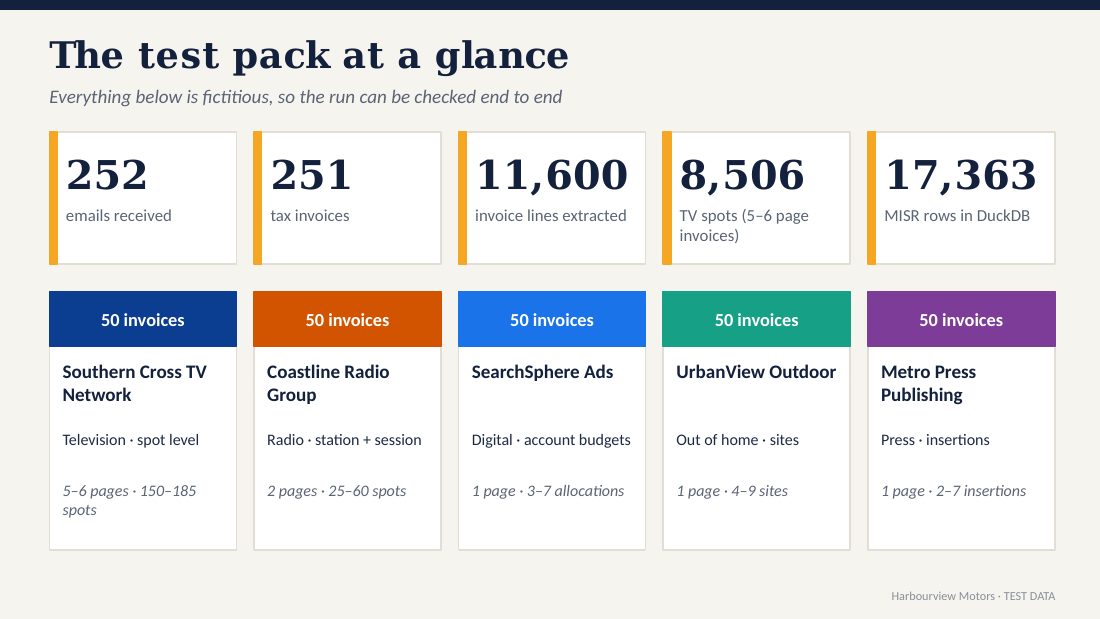 The test pack at a glance
Everything below is fictitious, so the run can be checked end to end
252
emails received
251
tax invoices
11,600
invoice lines extracted
8,506
TV spots (5–6 page
invoices)
17,363
MISR rows in DuckDB
50 invoices
Southern Cross TV
Network
Television · spot level
5–6 pages · 150–185
spots
50 invoices
Coastline Radio
Group
Radio · station + session
2 pages · 25–60 spots
50 invoices
SearchSphere Ads
Digital · account budgets
1 page · 3–7 allocations
50 invoices
UrbanView Outdoor
Out of home · sites
1 page · 4–9 sites
50 invoices
Metro Press
Publishing
Press · insertions
1 page · 2–7 insertions
Harbourview Motors · TEST DATA